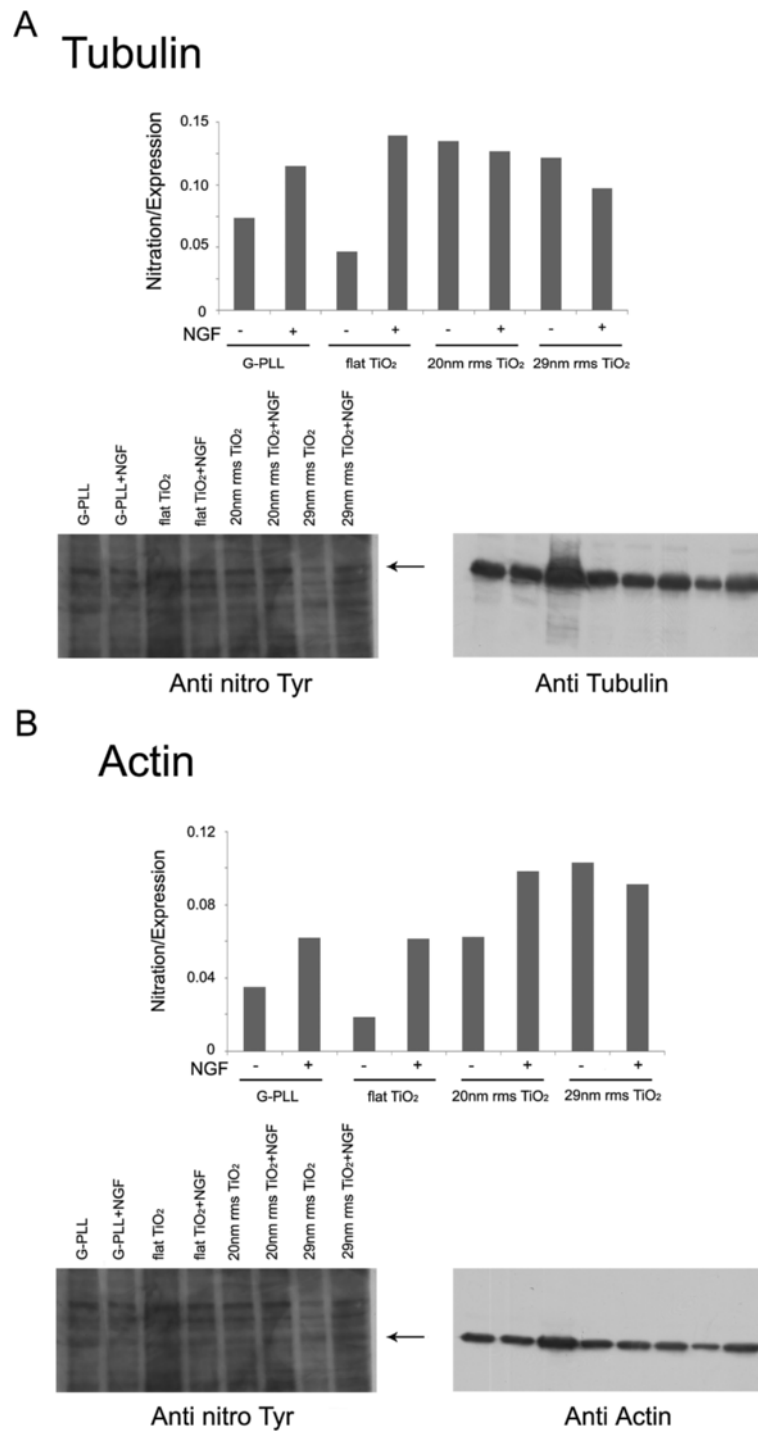 A
Tubulin
0.15
0.10
0.05
0
Nitration/Expression
NGF - + - + - + - +
G-PLL flat TiO₂ 20nm rms TiO₂ 29nm rms TiO₂
G-PLL
G-PLL+NGF
flat TiO₂
flat TiO₂+NGF
20nm rms TiO₂
20nm rms TiO₂+NGF
29nm rms TiO₂
29nm rms TiO₂+NGF
Anti nitro Tyr Anti Tubulin
B
Actin
0.12
0.08
0.04
0
Nitration/Expression
NGF - + - + - + - +
G-PLL flat TiO₂ 20nm rms TiO₂ 29nm rms TiO₂
G-PLL
G-PLL+NGF
flat TiO₂
flat TiO₂+NGF
20nm rms TiO₂
20nm rms TiO₂+NGF
29nm rms TiO₂
29nm rms TiO₂+NGF
Anti nitro Tyr Anti Actin